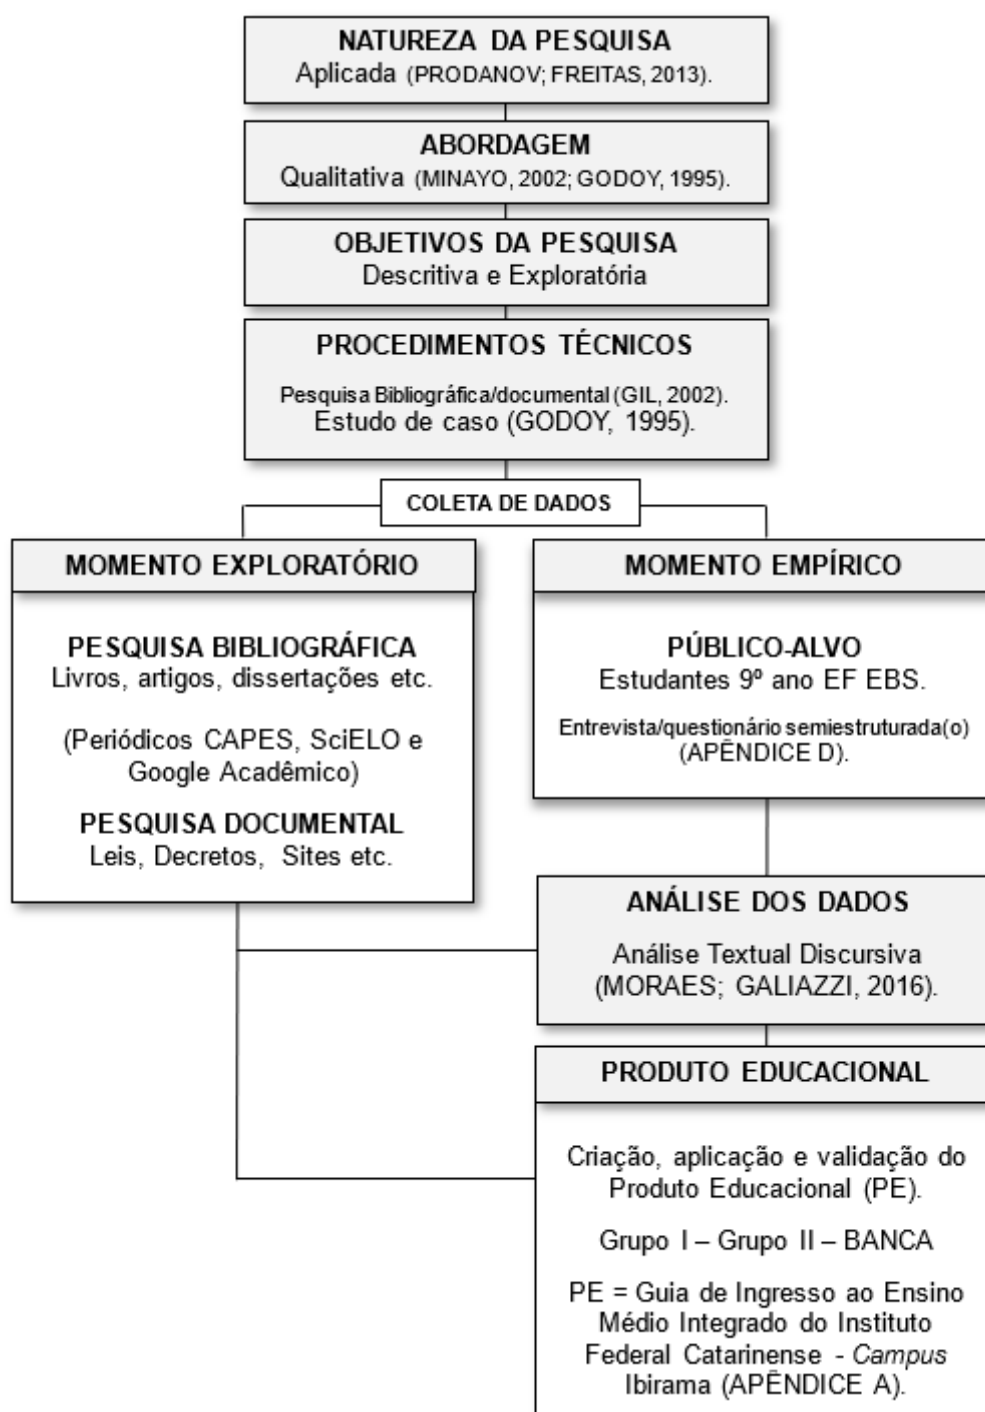 NATUREZA DA PESQUISA
Aplicada (PRODANOV; FREITAS, 2013).
ABORDAGEM
Qualitativa (MINAYO, 2002; GODOY, 1995).
OBJETIVOS DA PESQUISA
Descritiva e Exploratória
PROCEDIMENTOS TÉCNICOS
Pesquisa Bibliográfica/documental (GIL, 2002).
Estudo de caso (GODOY, 1995).
COLETA DE DADOS
MOMENTO EXPLORATÓRIO
PESQUISA BIBLIOGRÁFICA
Livros, artigos, dissertações etc.
(Periódicos CAPES, SciELO e
Google Acadêmico)
PESQUISA DOCUMENTAL
Leis, Decretos, Sites etc.
MOMENTO EMPÍRICO
PÚBLICO-ALVO
Estudantes 9º ano EF EBS.
Entrevista/questionário semiestruturada(o)
(APÊNDICE D).
ANÁLISE DOS DADOS
Análise Textual Discursiva
(MORAES; GALIAZZI, 2016).
PRODUTO EDUCACIONAL
Criação, aplicação e validação do
Produto Educacional (PE).
Grupo I – Grupo II – BANCA
PE = Guia de Ingresso ao Ensino
Médio Integrado do Instituto
Federal Catarinense - Campus
Ibirama (APÊNDICE A).